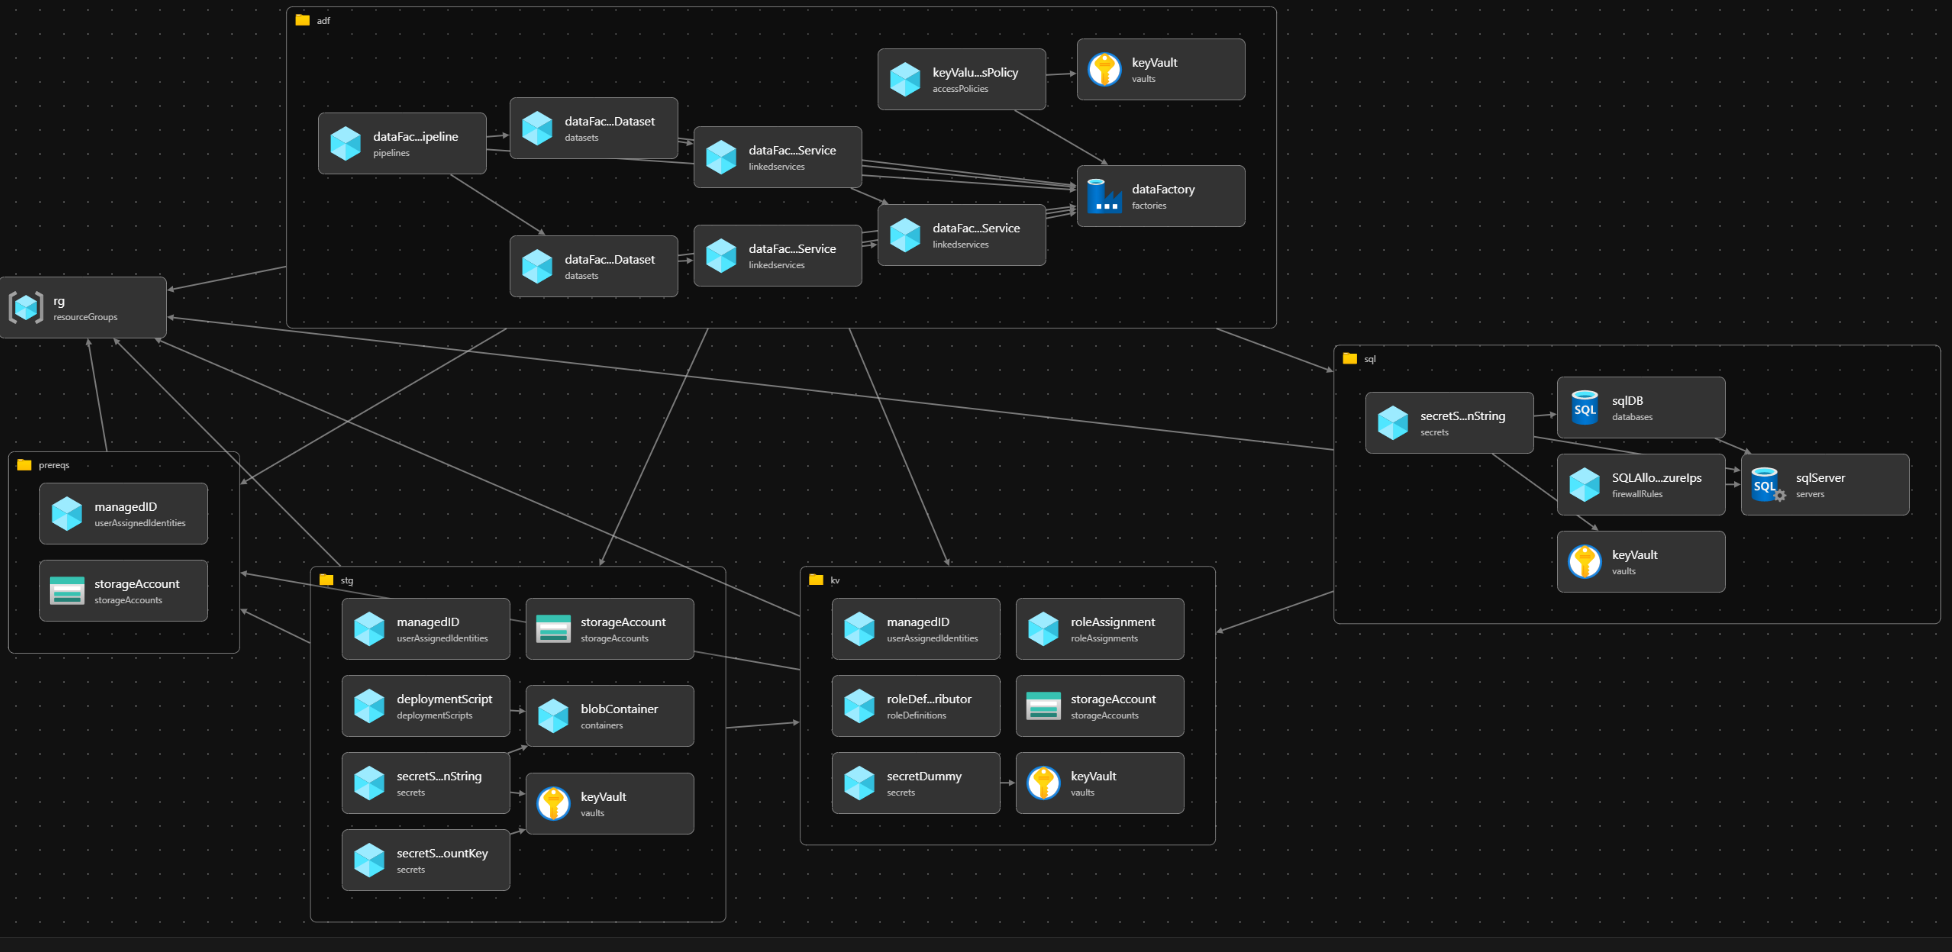 adf
keyValu...sPolicy
accessPolicies
keyVault
vaults
dataFac...ipeline
pipelines
dataFac...Dataset
datasets
dataFac...Service
linkedservices
dataFactory
factories
dataFac...Service
linkedservices
dataFac...Dataset
datasets
dataFac...Service
linkedservices
rg
resourceGroups
sql
secretS...nString
secrets
sqlDB
databases
SQLAllo...zureIps
firewallRules
SQL
sqlServer
servers
SQL
keyVault
vaults
prereqs
managedID
userAssignedIdentities
storageAccount
storageAccounts
stg
managedID
userAssignedIdentities
storageAccount
storageAccounts
deploymentScript
deploymentScripts
blobContainer
containers
secretS...nString
secrets
keyVault
vaults
secretS...ountKey
secrets
kv
managedID
userAssignedIdentities
roleAssignment
roleAssignments
roleDef...ributor
roleDefinitions
storageAccount
storageAccounts
secretDummy
secrets
keyVault
vaults